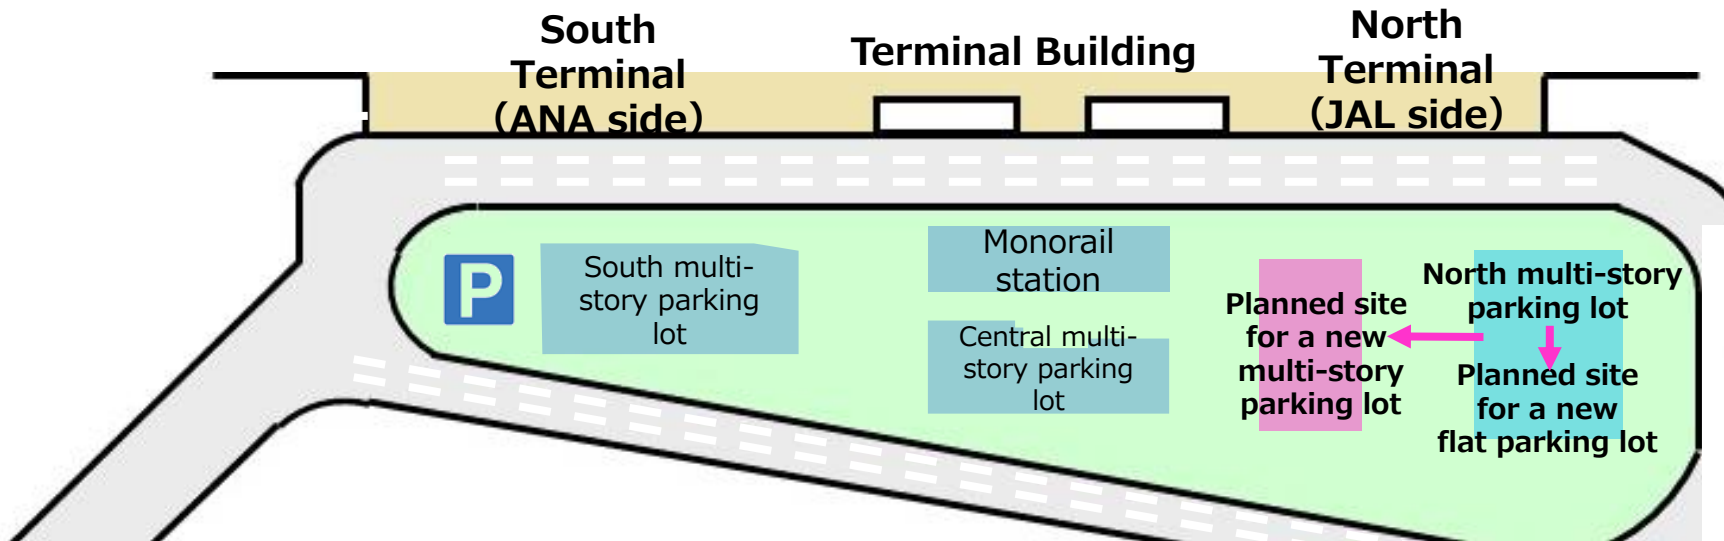 South
Terminal
(ANA side)
Terminal Building
North
Terminal
(JAL side)
P
South multi-
story parking
lot
Monorail
station
Central multi-
story parking
lot
Planned site
for a new
multi-story
parking lot
North multi-story
parking lot
Planned site
for a new
flat parking lot